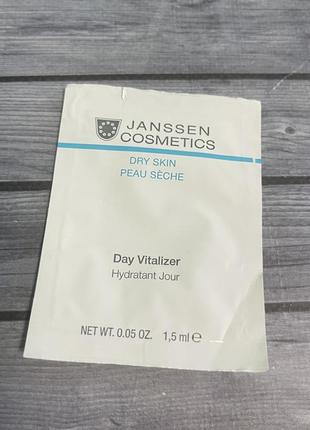 JANSSEN
COSMETICS
DRY SKIN
PEAU SÈCHE
Day Vitalizer
Hydratant Jour
NET WT. 0.05 OZ. 1,5 ml ℮